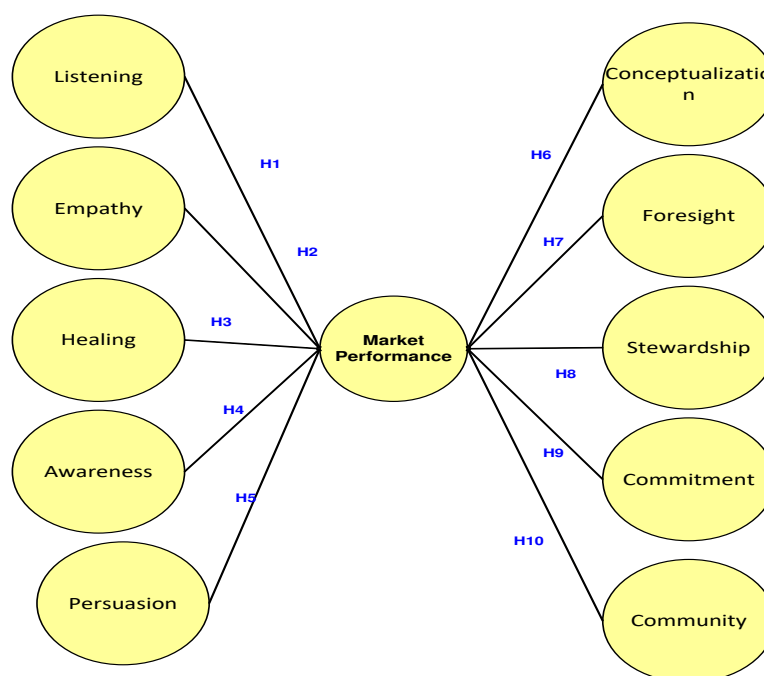 Listening
Conceptualizatio
n
H1
H6
Empathy
Foresight
H7
H2
Healing
H3
Market
Performance
Stewardship
H8
Awareness
H4
Commitment
H9
H5
H10
Persuasion
Community